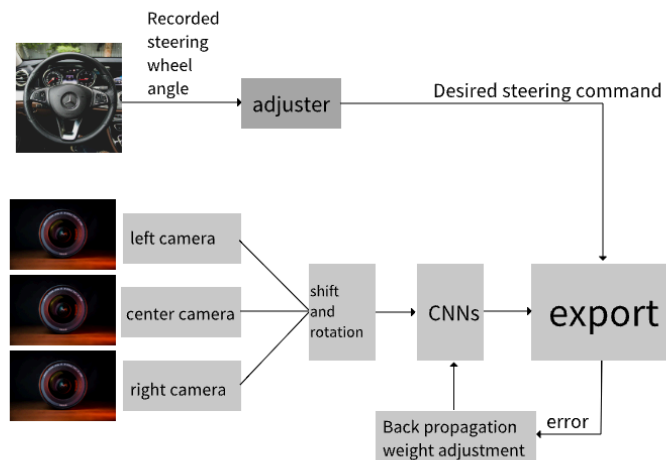 Recorded
steering
wheel
angle
adjuster
Desired steering command
left camera
center camera
right camera
shift
and
rotation
CNNs
export
Back propagation
weight adjustment
error